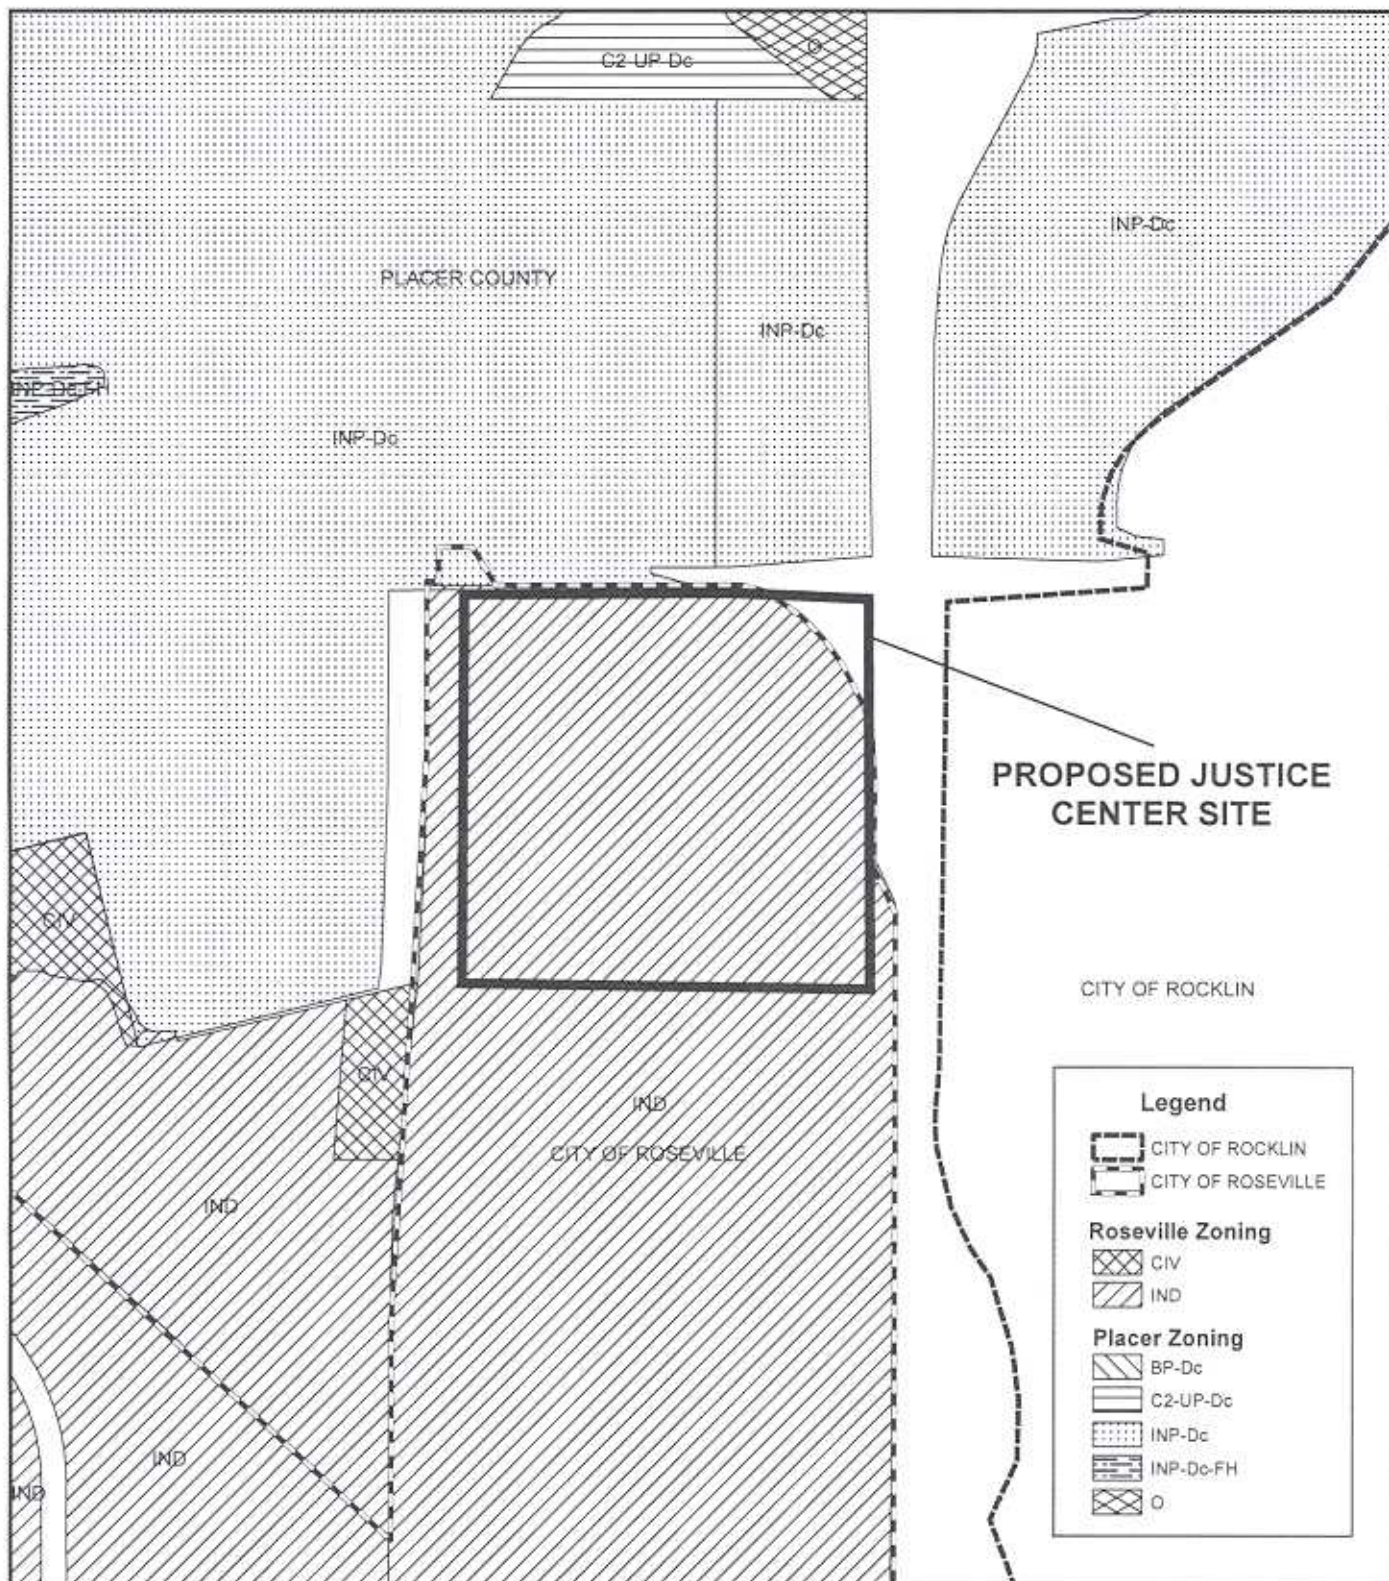 C2-UP-Dc
O
INP-Dc
PLACER COUNTY
INP-Dc
INP-Dc-FH
INP-Dc
PROPOSED JUSTICE
CENTER SITE
CIV
CITY OF ROCKLIN
CIV
IND
CITY OF ROSEVILLE
IND
IND
IND
Legend
CITY OF ROCKLIN
CITY OF ROSEVILLE
Roseville Zoning
CIV
IND
Placer Zoning
BP-Dc
C2-UP-Dc
INP-Dc
INP-Dc-FH
O